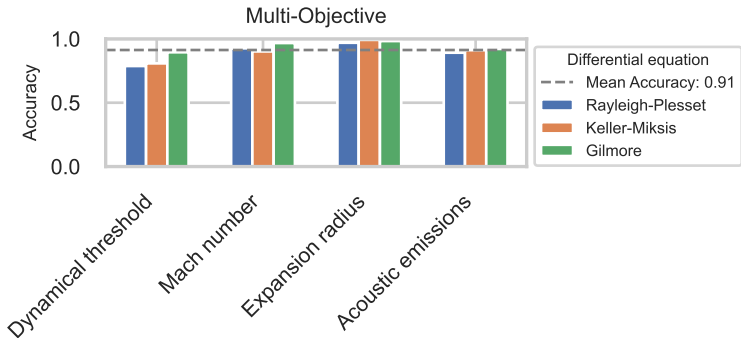 Multi-Objective
Accuracy
1.0
0.5
0.0
Dynamical threshold
Mach number
Expansion radius
Acoustic emissions
Differential equation
Mean Accuracy: 0.91
Rayleigh-Plesset
Keller-Miksis
Gilmore